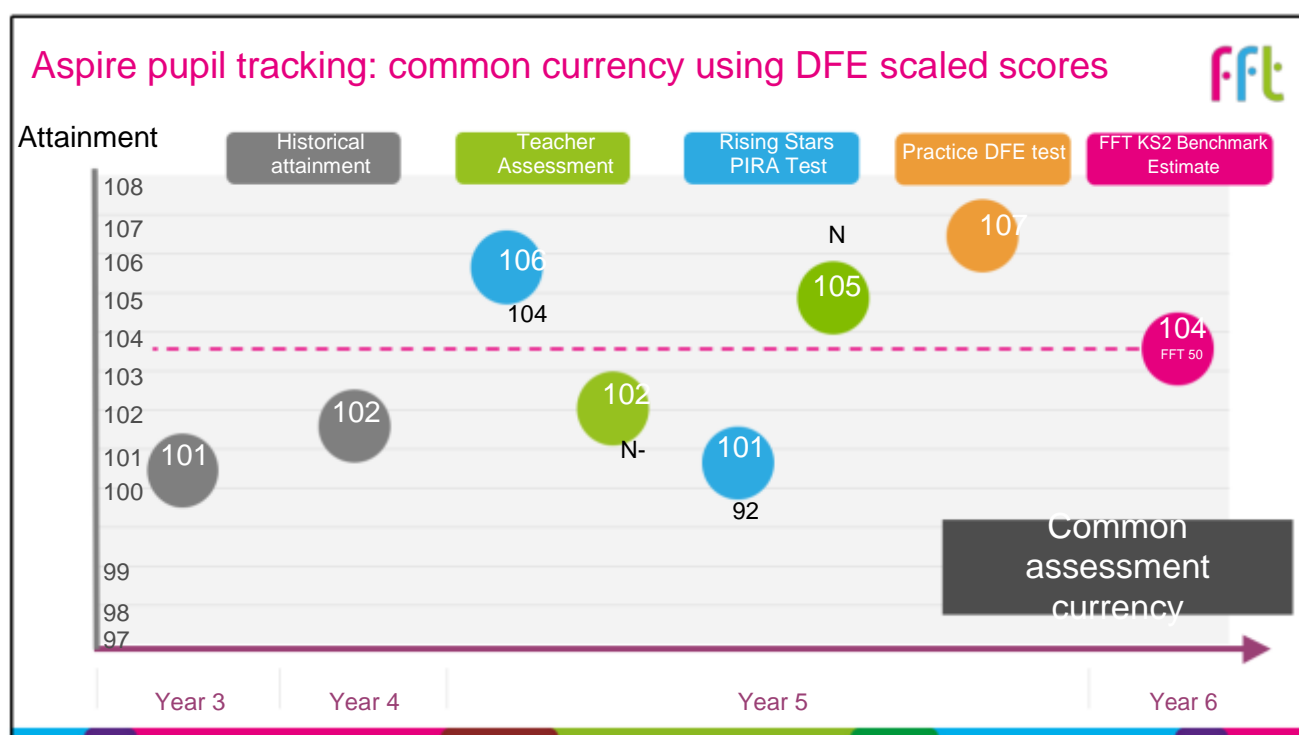 Aspire pupil tracking: common currency using DFE scaled scores
fft
Attainment
Historical
attainment
Teacher
Assessment
Rising Stars
PIRA Test
Practice DFE test
FFT KS2 Benchmark
Estimate
108
107
106
105
104
103
102
101
100
99
98
97
101
102
106
104
102
N-
101
92
N
105
107
104
FFT 50
Common
assessment
currency
Year 3
Year 4
Year 5
Year 6